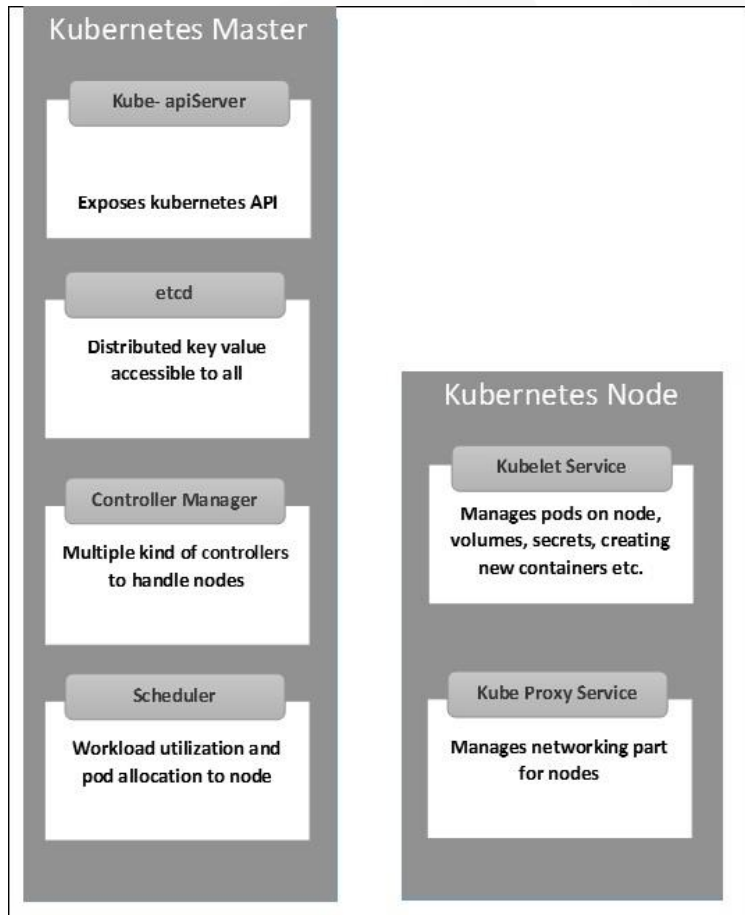 Kubernetes Master
Kube- apiServer
Exposes kubernetes API
etcd
Distributed key value
accessible to all
Controller Manager
Multiple kind of controllers
to handle nodes
Scheduler
Workload utilization and
pod allocation to node
Kubernetes Node
Kubelet Service
Manages pods on node,
volumes, secrets, creating
new containers etc.
Kube Proxy Service
Manages networking part
for nodes